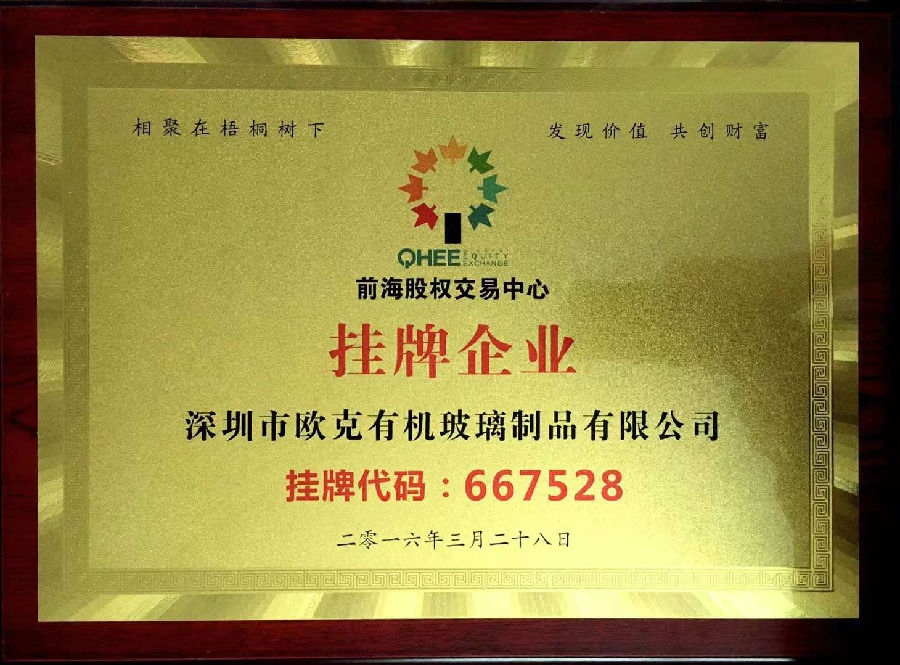 相聚在梧桐树下
发现价值 共创财富
QHEE EQUITY EXCHANGE
前海股权交易中心
挂牌企业
深圳市欧克有机玻璃制品有限公司
挂牌代码：667528
二零一六年三月二十八日